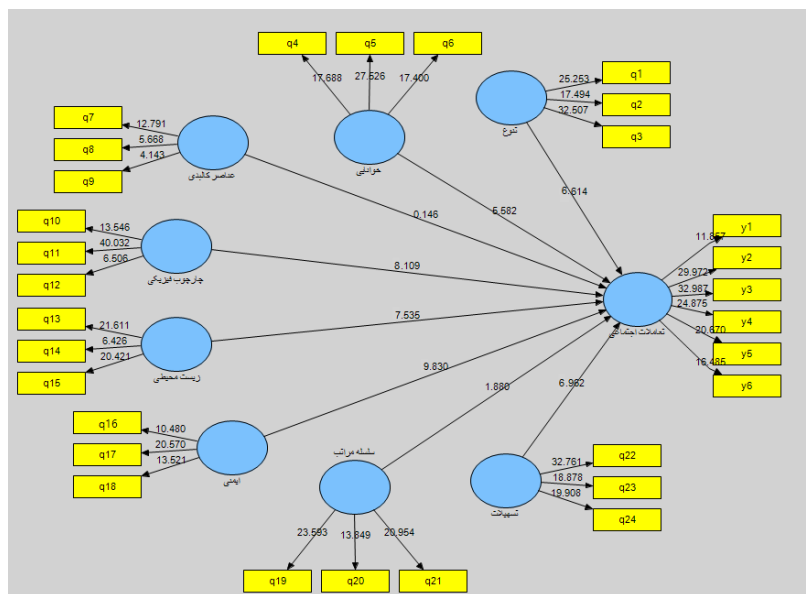 q4
q5
q6
17.688
27.526
17.400
خوانایی
q1
q2
q3
25.253
17.494
32.507
تنوع
q7
q8
q9
12.791
5.668
4.143
عناصر کالبدی
q10
q11
q12
13.546
40.032
6.506
چارچوب فیزیکی
q13
q14
q15
21.611
6.426
20.421
زیست محیطی
q16
q17
q18
10.480
20.570
13.521
ایمنی
سلسله مراتب
23.593
13.849
20.954
q19
q20
q21
تسهیلات
32.761
18.878
19.908
q22
q23
q24
6.614
5.582
0.146
8.109
7.535
9.830
1.880
6.962
تعاملات اجتماعی
11.857
29.972
32.987
24.875
20.670
16.485
y1
y2
y3
y4
y5
y6